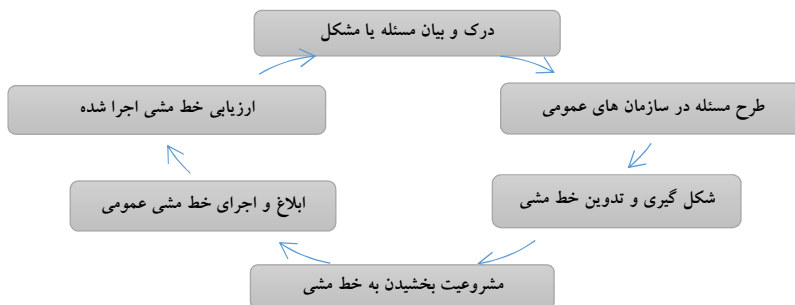 درک و بیان مسئله یا مشکل
طرح مسئله در سازمان های عمومی
شکل گیری و تدوین خط مشی
مشروعیت بخشیدن به خط مشی
ابلاغ و اجرای خط مشی عمومی
ارزیابی خط مشی اجرا شده